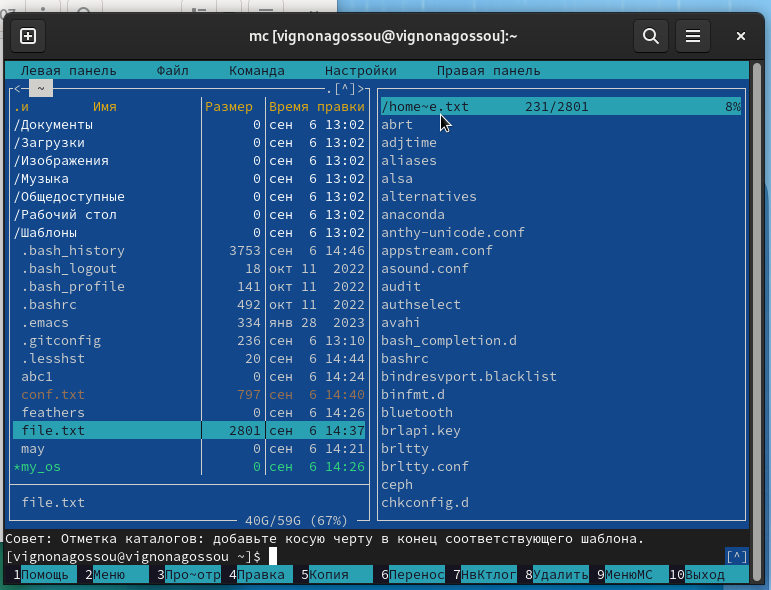 mc [vignonagossou@vignonagossou]:~
Левая панель Файл Команда Настройки Правая панель
<─ ~ .[^]>
.и Имя Размер Время правки
/Документы 0 сен 6 13:02
/Загрузки 0 сен 6 13:02
/Изображения 0 сен 6 13:02
/Музыка 0 сен 6 13:02
/Общедоступные 0 сен 6 13:02
/Рабочий стол 0 сен 6 13:02
/Шаблоны 0 сен 6 13:02
.bash_history 3753 сен 6 14:46
.bash_logout 18 окт 11 2022
.bash_profile 141 окт 11 2022
.bashrc 492 окт 11 2022
.emacs 334 янв 28 2023
.gitconfig 236 сен 6 13:10
.lesshst 20 сен 6 14:44
abc1 0 сен 6 14:24
conf.txt 797 сен 6 14:40
feathers 0 сен 6 14:26
file.txt 2801 сен 6 14:37
may 0 сен 6 14:21
*my_os 0 сен 6 14:26
file.txt
40G/59G (67%)
/home~e.txt 231/2801 8%
abrt
adjtime
aliases
alsa
alternatives
anaconda
anthy-unicode.conf
appstream.conf
asound.conf
audit
authselect
avahi
bash_completion.d
bashrc
bindresvport.blacklist
binfmt.d
bluetooth
brlapi.key
brltty
brltty.conf
ceph
chkconfig.d
Совет: Отметка каталогов: добавьте косую черту в конец соответствующего шаблона.
[vignonagossou@vignonagossou ~]$ [^]
1Помощь 2Меню 3Про~отр 4Правка 5Копия 6Перенос 7НвКтлог 8Удалить 9МенюМС 10Выход